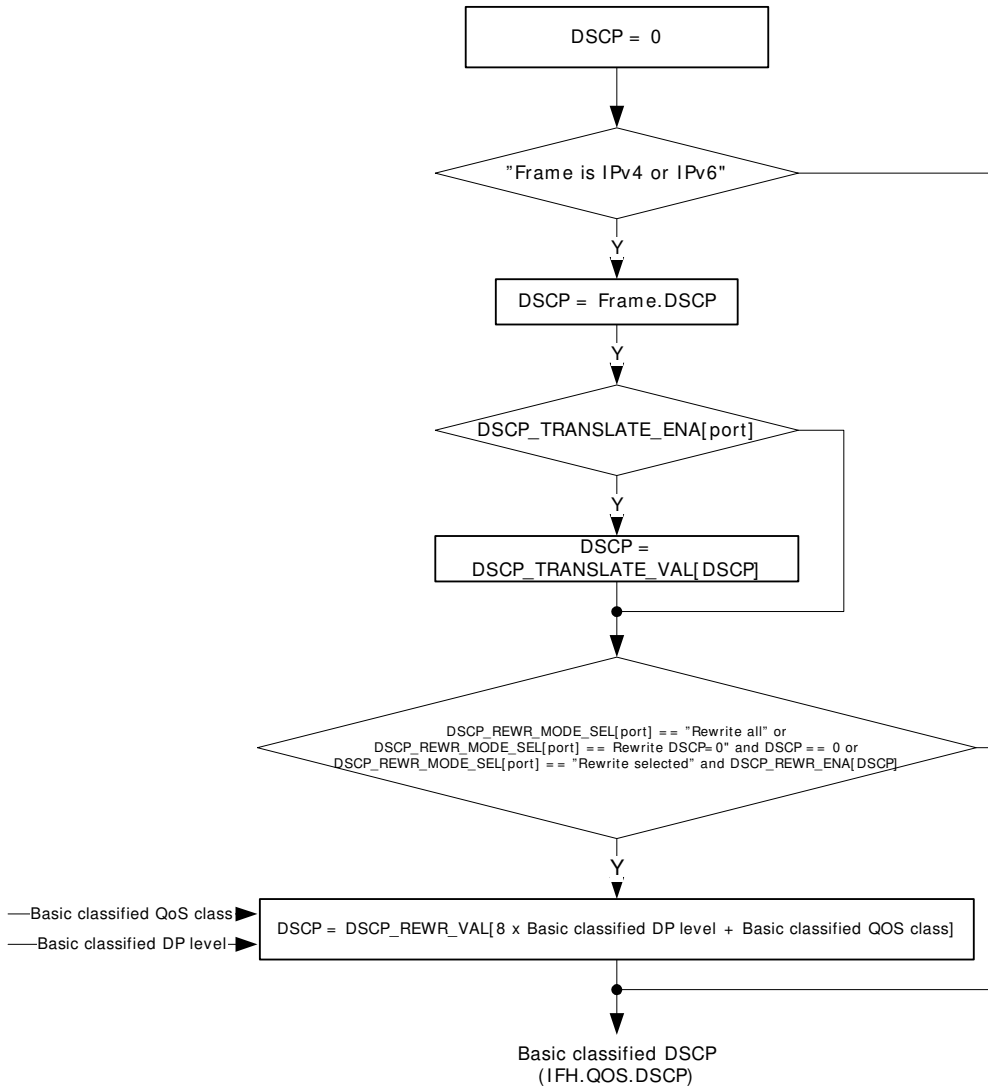 DSCP = 0
"Frame is IPv4 or IPv6"
Y
DSCP = Frame.DSCP
Y
DSCP_TRANSLATE_ENA[port]
Y
DSCP =
DSCP_TRANSLATE_VAL[DSCP]
DSCP_REWR_MODE_SEL[port] == "Rewrite all" or
DSCP_REWR_MODE_SEL[port] == Rewrite DSCP=0" and DSCP == 0 or
DSCP_REWR_MODE_SEL[port] == "Rewrite selected" and DSCP_REWR_ENA[DSCP]
Y
Basic classified QoS class
Basic classified DP level
DSCP = DSCP_REWR_VAL[8 x Basic classified DP level + Basic classified QOS class]
Basic classified DSCP
(IFH.QOS.DSCP)